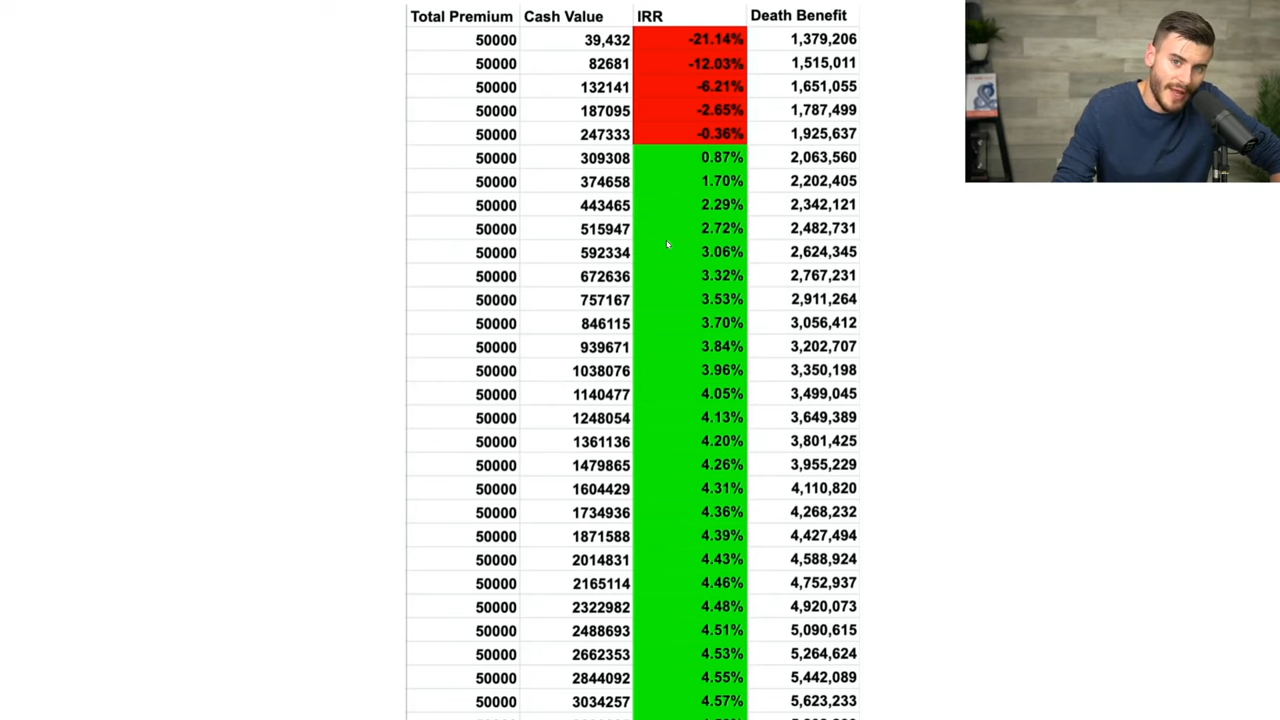 Total Premium Cash Value IRR Death Benefit
50000 39,432 -21.14% 1,379,206
50000 82681 -12.03% 1,515,011
50000 132141 -6.21% 1,651,055
50000 187095 -2.65% 1,787,499
50000 247333 -0.36% 1,925,637
50000 309308 0.87% 2,063,560
50000 374658 1.70% 2,202,405
50000 443465 2.29% 2,342,121
50000 515947 2.72% 2,482,731
50000 592334 3.06% 2,624,345
50000 672636 3.32% 2,767,231
50000 757167 3.53% 2,911,264
50000 846115 3.70% 3,056,412
50000 939671 3.84% 3,202,707
50000 1038076 3.96% 3,350,198
50000 1140477 4.05% 3,499,045
50000 1248054 4.13% 3,649,389
50000 1361136 4.20% 3,801,425
50000 1479865 4.26% 3,955,229
50000 1604429 4.31% 4,110,820
50000 1734936 4.36% 4,268,232
50000 1871588 4.39% 4,427,494
50000 2014831 4.43% 4,588,924
50000 2165114 4.46% 4,752,937
50000 2322982 4.48% 4,920,073
50000 2488693 4.51% 5,090,615
50000 2662353 4.53% 5,264,624
50000 2844092 4.55% 5,442,089
50000 3034257 4.57% 5,623,233